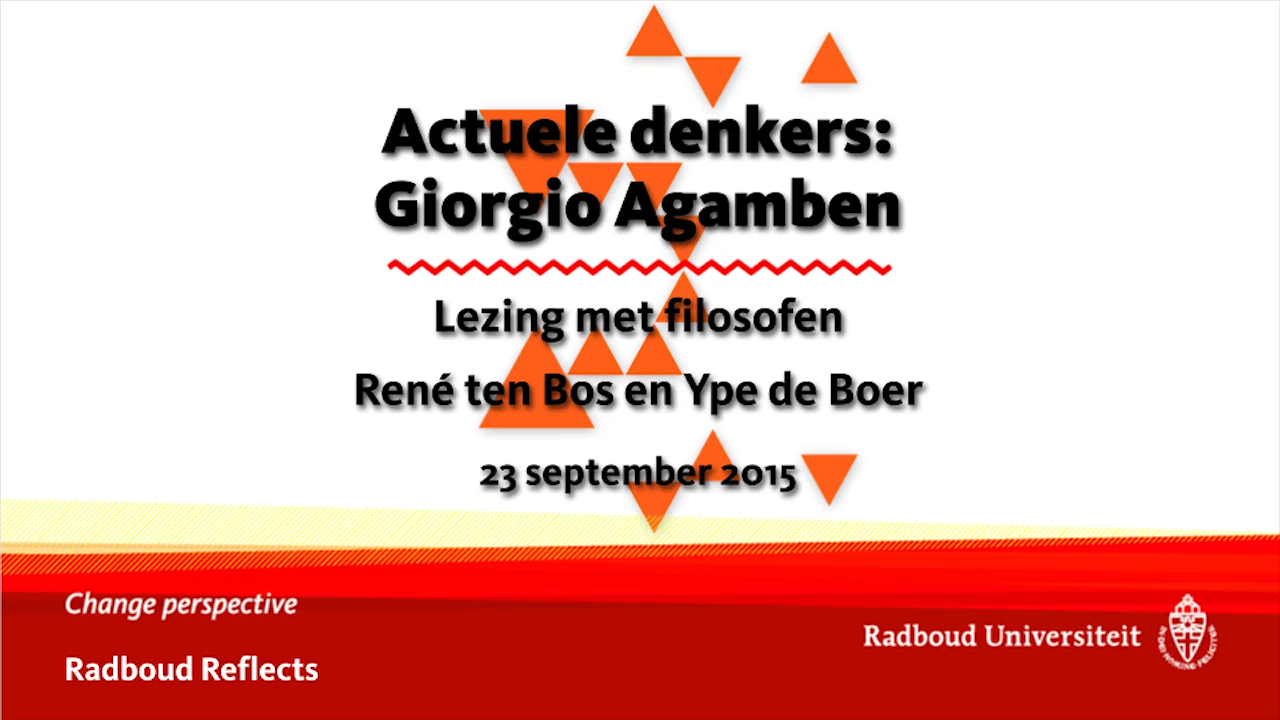 Actuele denkers:
Giorgio Agamben
Lezing met filosofen
René ten Bos en Ype de Boer
23 september 2015
Change perspective
Radboud Universiteit
Radboud Reflects